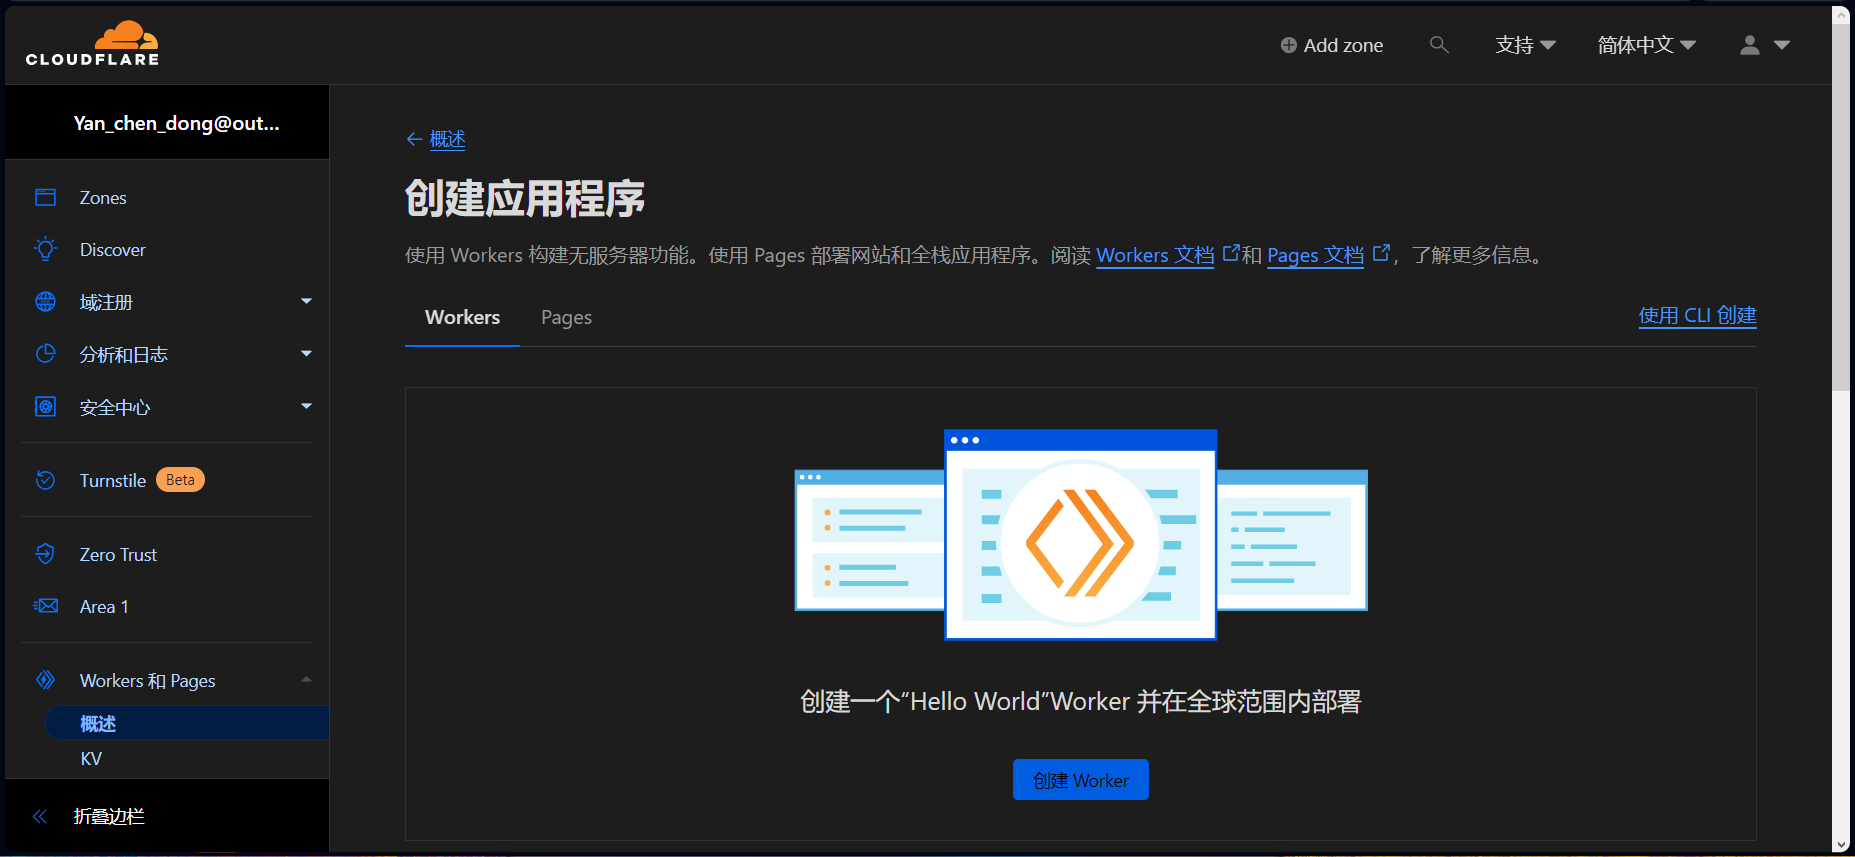 CLOUDFLARE
Add zone
支持
简体中文
Yan_chen_dong@out...
Zones
Discover
域注册
分析和日志
安全中心
Turnstile Beta
Zero Trust
Area 1
Workers 和 Pages
概述
KV
折叠边栏
概述
创建应用程序
使用 Workers 构建无服务器功能。使用 Pages 部署网站和全栈应用程序。阅读 Workers 文档和 Pages 文档，了解更多信息。
Workers Pages
使用 CLI 创建
创建一个“Hello World”Worker 并在全球范围内部署
创建 Worker